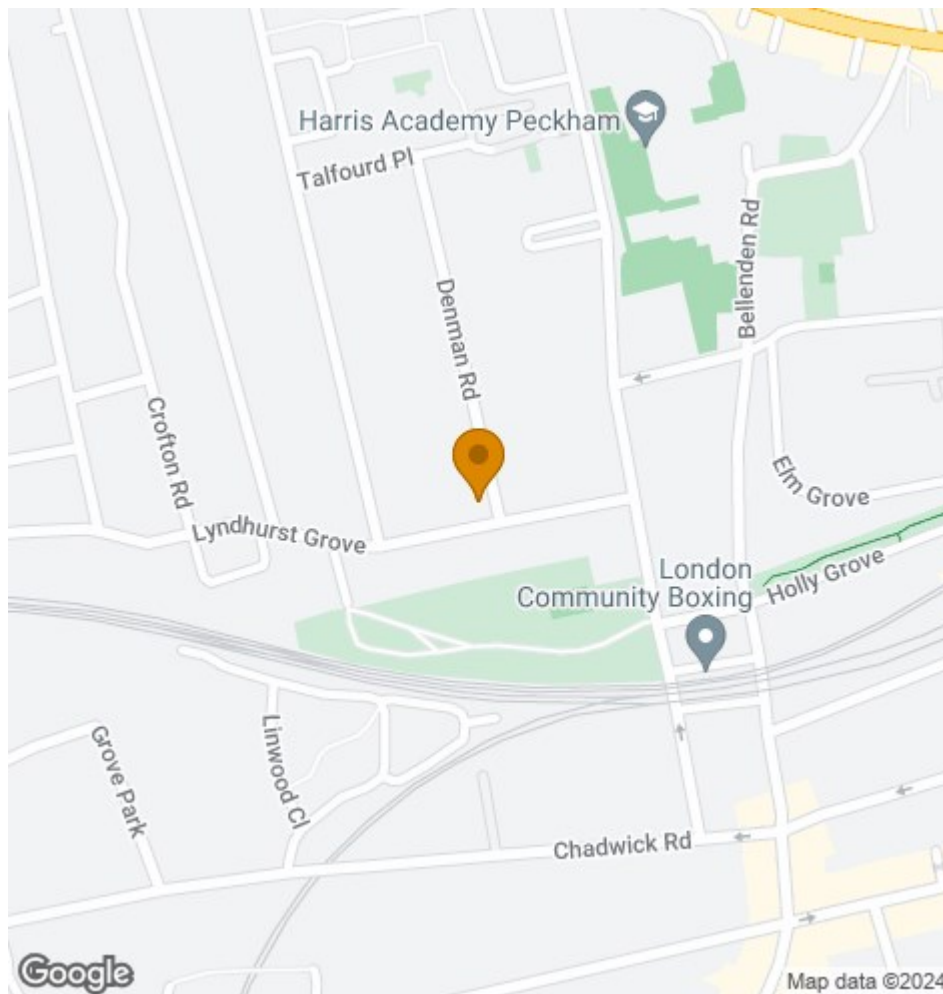 Harris Academy Peckham
Talfourd Pl
Bellenden Rd
Denman Rd
Crofton Rd
Elm Grove
Lyndhurst Grove
London
Community Boxing
Holly Grove
Linwood Cl
Grove Park
Chadwick Rd
Google
Map data ©2024